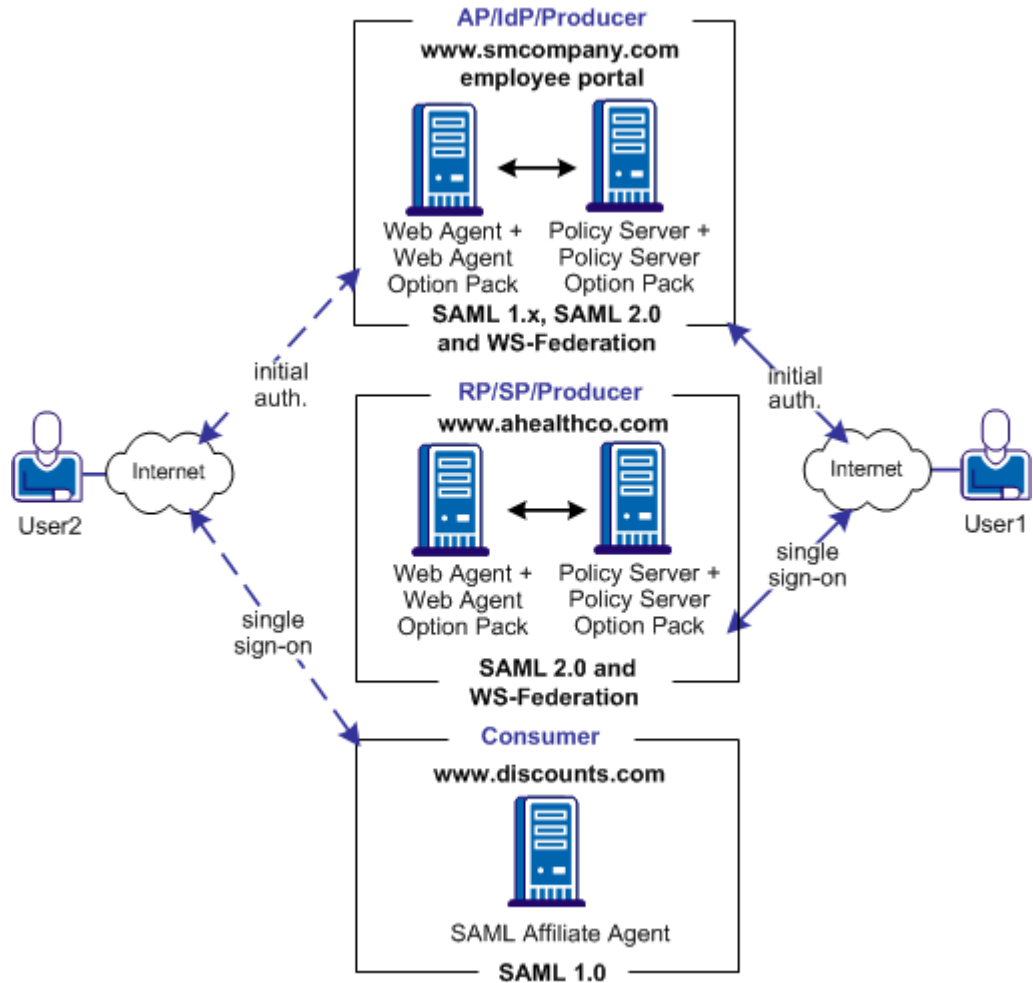 AP/IdP/Producer
www.smcompany.com
employee portal
Web Agent +
Web Agent
Option Pack
Policy Server +
Policy Server
Option Pack
SAML 1.x, SAML 2.0
and WS-Federation
initial
auth.
initial
auth.
RP/SP/Producer
www.ahealthco.com
Internet
User2
Internet
User1
Web Agent +
Web Agent
Option Pack
Policy Server +
Policy Server
Option Pack
single
sign-on
single
sign-on
SAML 2.0 and
WS-Federation
Consumer
www.discounts.com
SAML Affiliate Agent
SAML 1.0